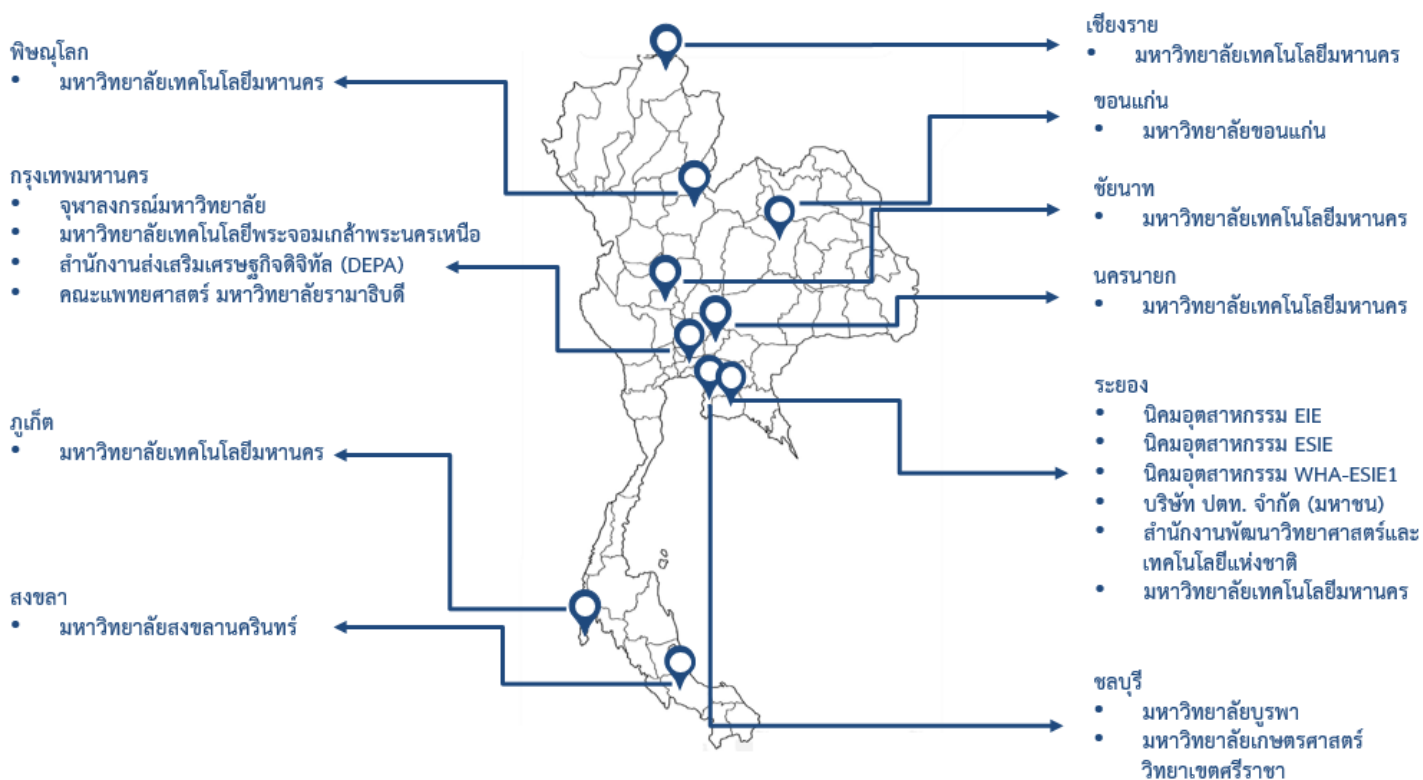 พิษณุโลก
• มหาวิทยาลัยเทคโนโลยีมหานคร
กรุงเทพมหานคร
• จุฬาลงกรณ์มหาวิทยาลัย
• มหาวิทยาลัยเทคโนโลยีพระจอมเกล้าพระนครเหนือ
• สำนักงานส่งเสริมเศรษฐกิจดิจิทัล (DEPA)
• คณะแพทยศาสตร์ มหาวิทยาลัยรามาธิบดี
ภูเก็ต
• มหาวิทยาลัยเทคโนโลยีมหานคร
สงขลา
• มหาวิทยาลัยสงขลานครินทร์
เชียงราย
• มหาวิทยาลัยเทคโนโลยีมหานคร
ขอนแก่น
• มหาวิทยาลัยขอนแก่น
ชัยนาท
• มหาวิทยาลัยเทคโนโลยีมหานคร
นครนายก
• มหาวิทยาลัยเทคโนโลยีมหานคร
ระยอง
• นิคมอุตสาหกรรม EIE
• นิคมอุตสาหกรรม ESIE
• นิคมอุตสาหกรรม WHA-ESIE1
• บริษัท ปตท. จำกัด (มหาชน)
• สำนักงานพัฒนาวิทยาศาสตร์และ
เทคโนโลยีแห่งชาติ
• มหาวิทยาลัยเทคโนโลยีมหานคร
ชลบุรี
• มหาวิทยาลัยบูรพา
• มหาวิทยาลัยเกษตรศาสตร์
วิทยาเขตศรีราชา